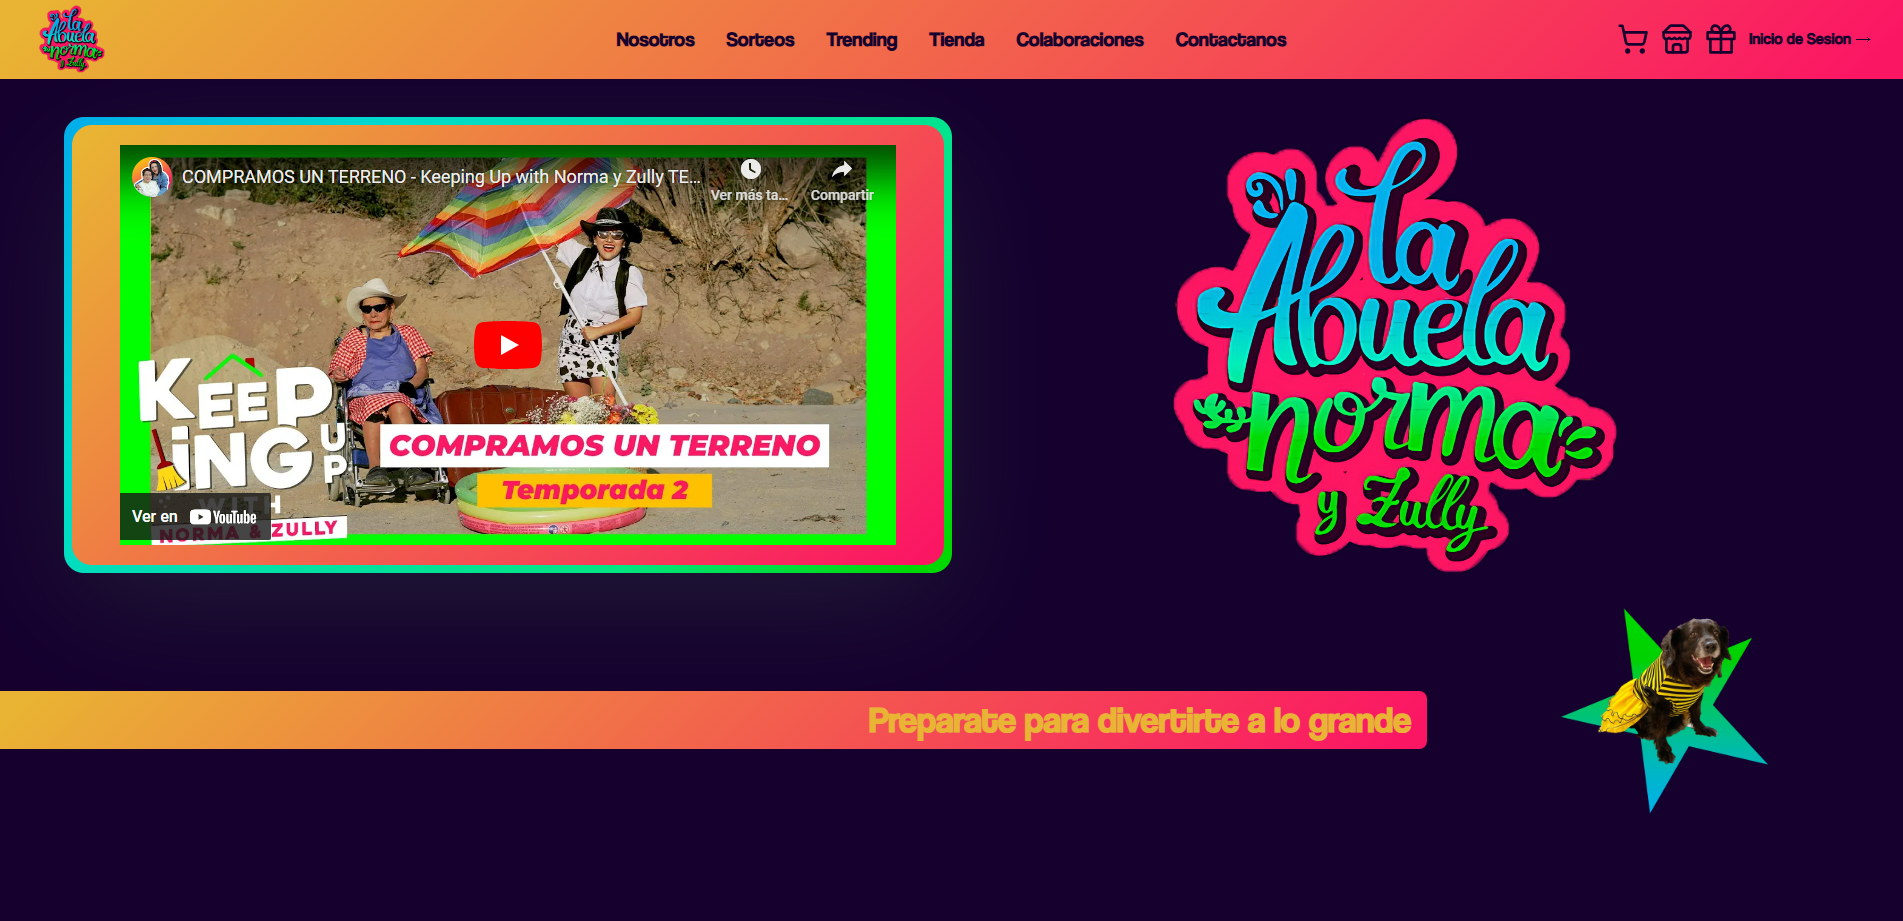 La
Abuela
norma
y Zully
Nosotros Sorteos Trending Tienda Colaboraciones Contactanos
Inicio de Sesion →
COMPRAMOS UN TERRENO - Keeping Up with Norma y Zully TE...
Ver más ta...
Compartir
KEEP
iNG UP
WITH
NORMA & ZULLY
COMPRAMOS UN TERRENO
Temporada 2
Ver en YouTube
La
Abuela
norma
y Zully
Preparate para divertirte a lo grande